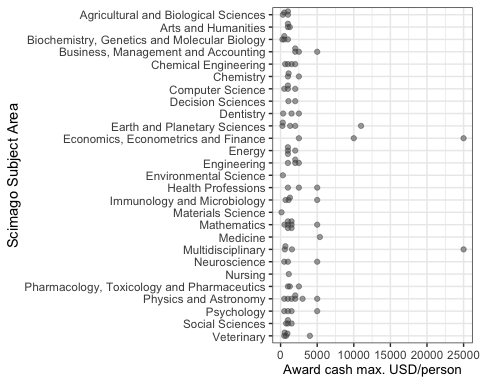 Scimago Subject Area
Agricultural and Biological Sciences
Arts and Humanities
Biochemistry, Genetics and Molecular Biology
Business, Management and Accounting
Chemical Engineering
Chemistry
Computer Science
Decision Sciences
Dentistry
Earth and Planetary Sciences
Economics, Econometrics and Finance
Energy
Engineering
Environmental Science
Health Professions
Immunology and Microbiology
Materials Science
Mathematics
Medicine
Multidisciplinary
Neuroscience
Nursing
Pharmacology, Toxicology and Pharmaceutics
Physics and Astronomy
Psychology
Social Sciences
Veterinary
0 5000 10000 15000 20000 25000
Award cash max. USD/person